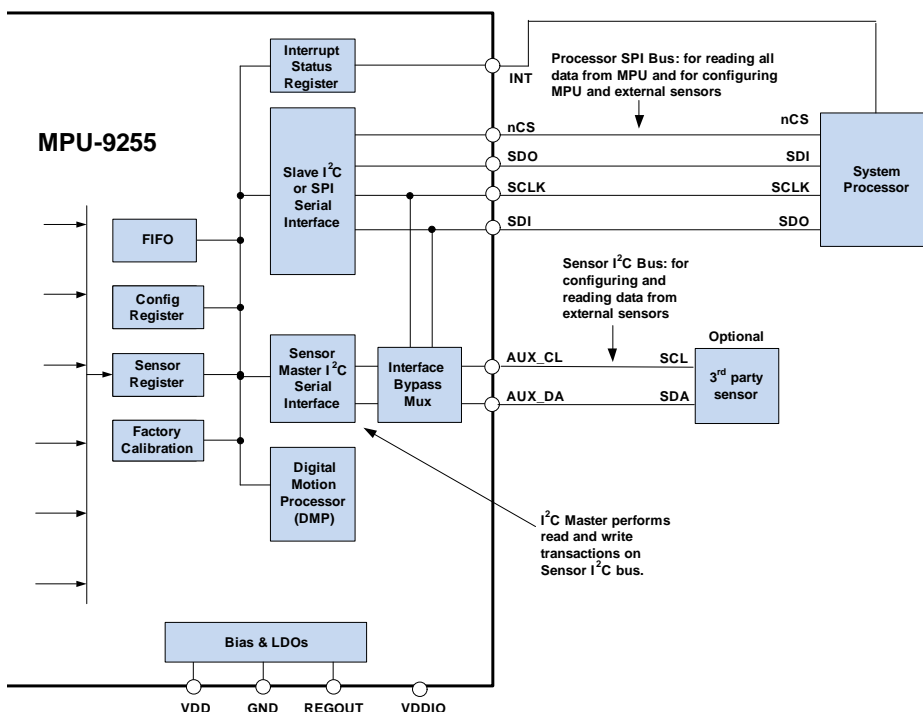 Interrupt
Status
Register
INT
Processor SPI Bus: for reading all
data from MPU and for configuring
MPU and external sensors
MPU-9255
Slave I²C
or SPI
Serial
Interface
nCS
nCS
SDO
SDI
SCLK
SCLK
SDI
SDO
System
Processor
FIFO
Config
Register
Sensor
Register
Factory
Calibration
Sensor I²C Bus: for
configuring and
reading data from
external sensors
Sensor
Master I²C
Serial
Interface
Interface
Bypass
Mux
AUX_CL
SCL
AUX_DA
SDA
Optional
3rd party
sensor
Digital
Motion
Processor
(DMP)
I²C Master performs
read and write
transactions on
Sensor I²C bus.
Bias & LDOs
VDD
GND
REGOUT
VDDIO